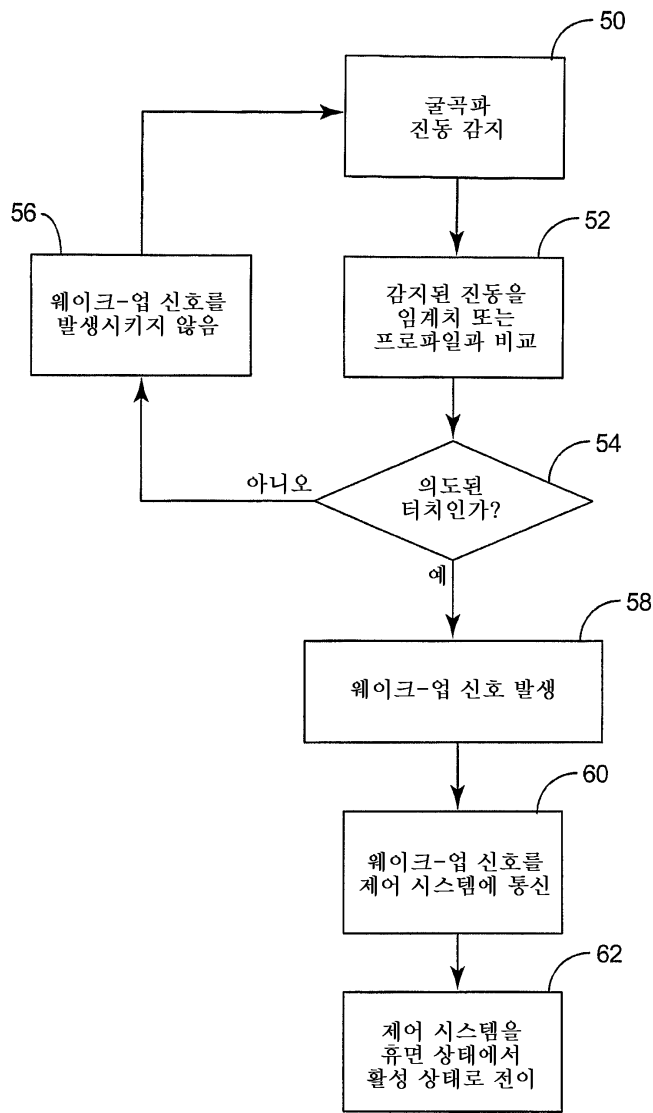 50
굴곡파
진동 감지
56
웨이크-업 신호를
발생시키지 않음
52
감지된 진동을
임계치 또는
프로파일과 비교
54
아니오
의도된
터치인가?
예
58
웨이크-업 신호 발생
60
웨이크-업 신호를
제어 시스템에 통신
62
제어 시스템을
휴면 상태에서
활성 상태로 전이